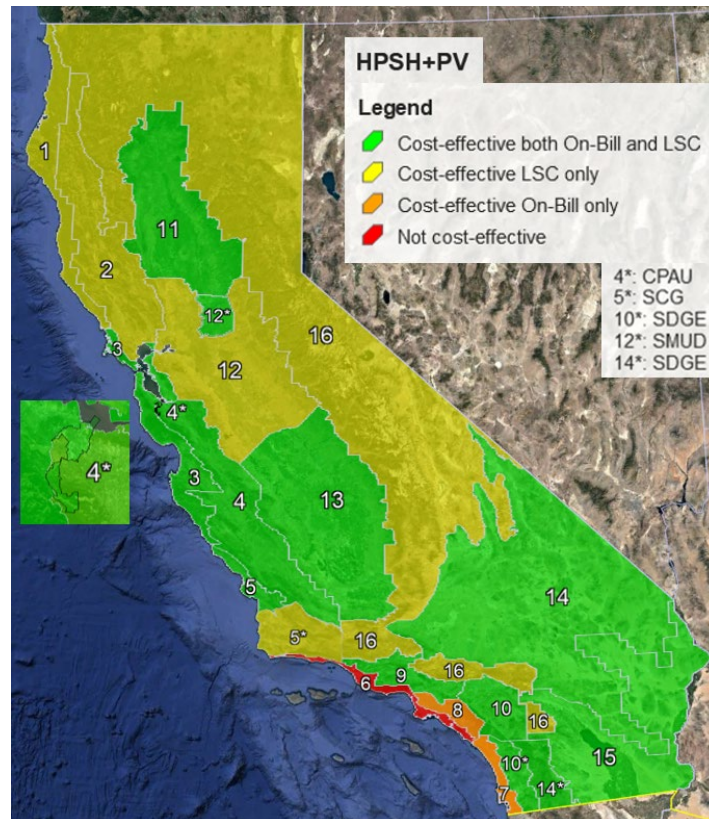 HPSH+PV
Legend
Cost-effective both On-Bill and LSC
Cost-effective LSC only
Cost-effective On-Bill only
Not cost-effective
4*: CPAU
5*: SCG
10*: SDGE
12*: SMUD
14*: SDGE
1
11
2
12*
16
3
12
4*
4*
3
4
13
5
14
5*
16
9
16
6
8
10
16
15
10*
14*
7